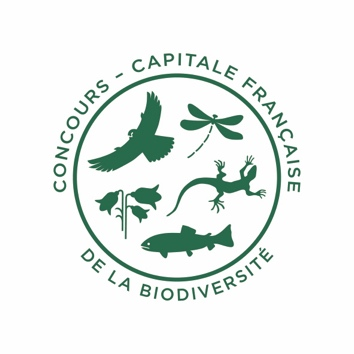 CONCOURS – CAPITALE FRANÇAISE
DE LA BIODIVERSITÉ